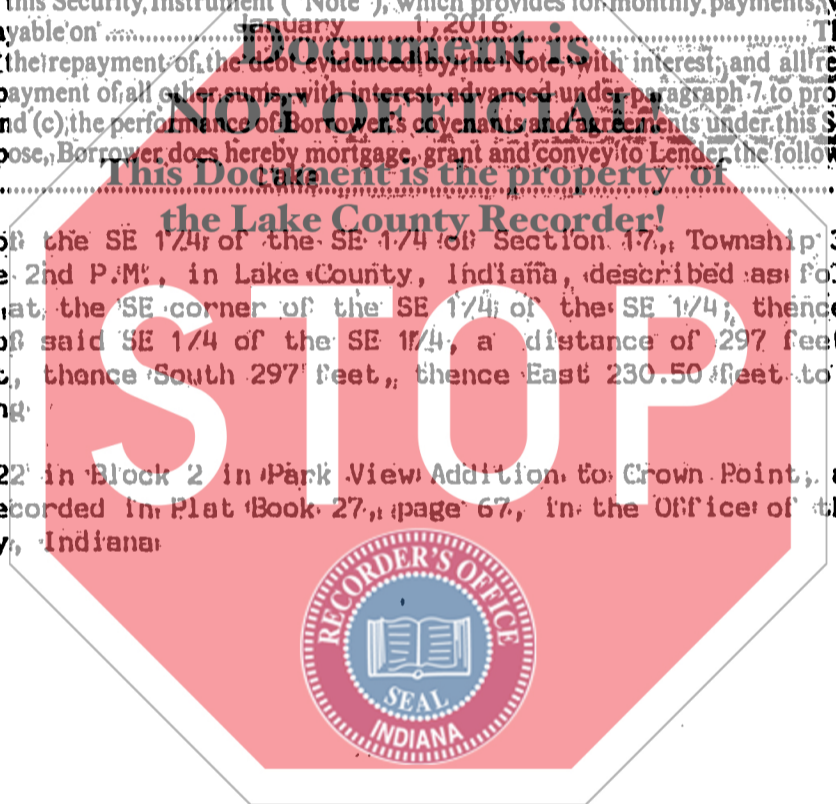 this Security Instrument ("Note"), which provides for monthly payments,
yable on January 1, 2016
Document is
the repayment of the debt evidenced by the Note, with interest, and all re
ayment of all other sums, with interest, advanced under paragraph 7 to pro
NOT OFFICIAL!
nd (c) the performance of Borrower's covenants and agreements under this S
ose, Borrower does hereby mortgage, grant and convey to Lender the follow
This Document is the property of
Lake
the Lake County Recorder!
of the SE 1/4 of the SE 1/4 of Section 17, Township
e 2nd P.M., in Lake County, Indiana, described as fo
at the SE corner of the SE 1/4 of the SE 1/4, thenc
of said SE 1/4 of the SE 1/4, a distance of 297 fee
t, thence South 297 feet, thence East 230.50 feet to
ng
STOP
22 in Block 2 in Park View Addition to Crown Point, a
ecorded in Plat Book 27, page 67, in the Office of t
y, Indiana
RECORDER'S OFFICE
SEAL
INDIANA